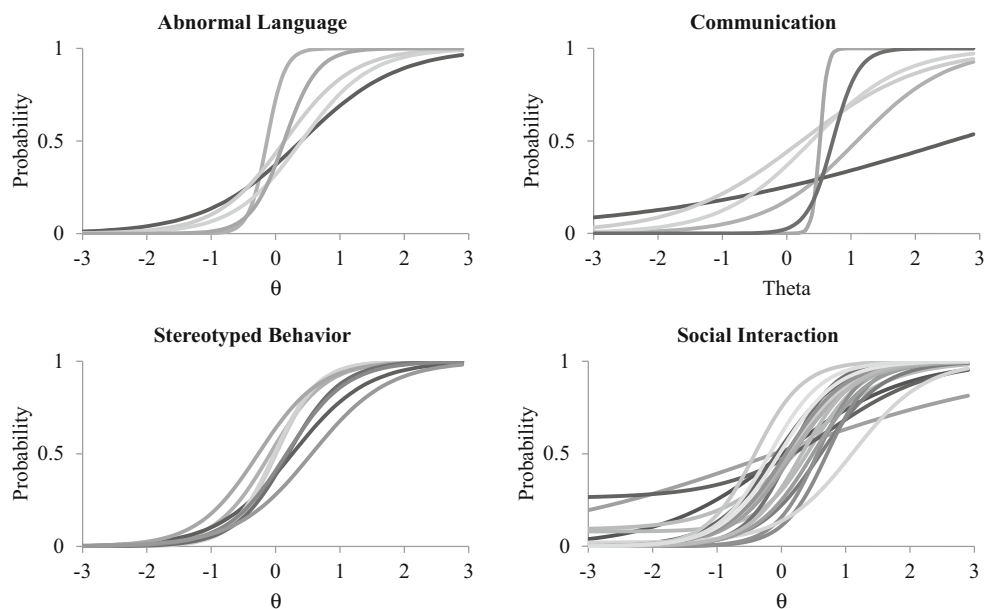 Abnormal Language
Probability
1
0.5
0
-3 -2 -1 0 1 2 3
θ
Communication
Probability
1
0.5
0
-3 -2 -1 0 1 2 3
Theta
Stereotyped Behavior
Probability
1
0.5
0
-3 -2 -1 0 1 2 3
θ
Social Interaction
Probability
1
0.5
0
-3 -2 -1 0 1 2 3
θ